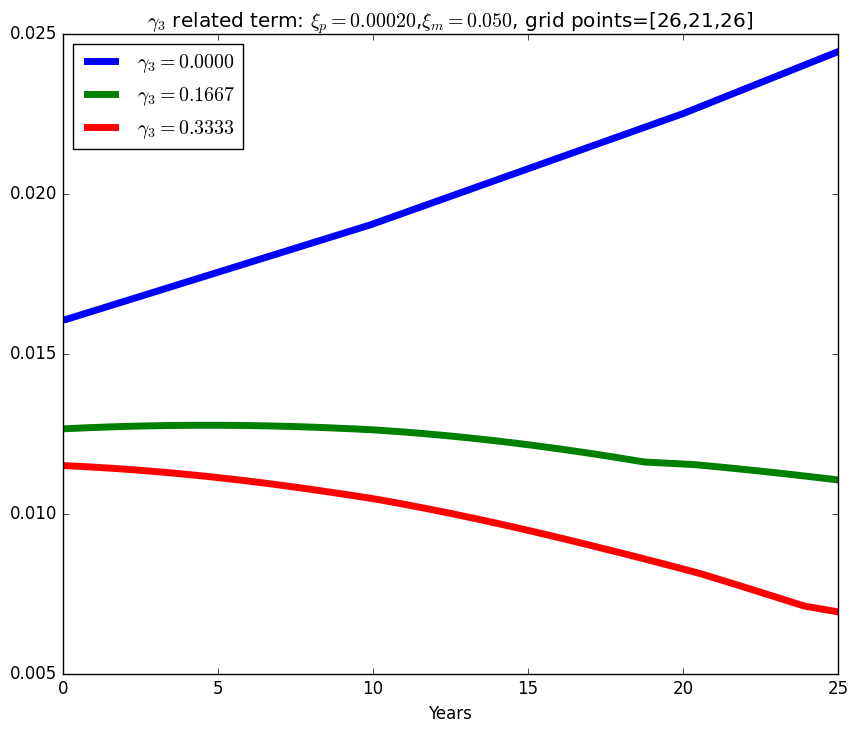 γ₃ related term: ξₚ = 0.00020,ξₘ = 0.050, grid points=[26,21,26]
0.025
γ₃ = 0.0000
γ₃ = 0.1667
γ₃ = 0.3333
0.020
0.015
0.010
0.005
0 5 10 15 20 25
Years